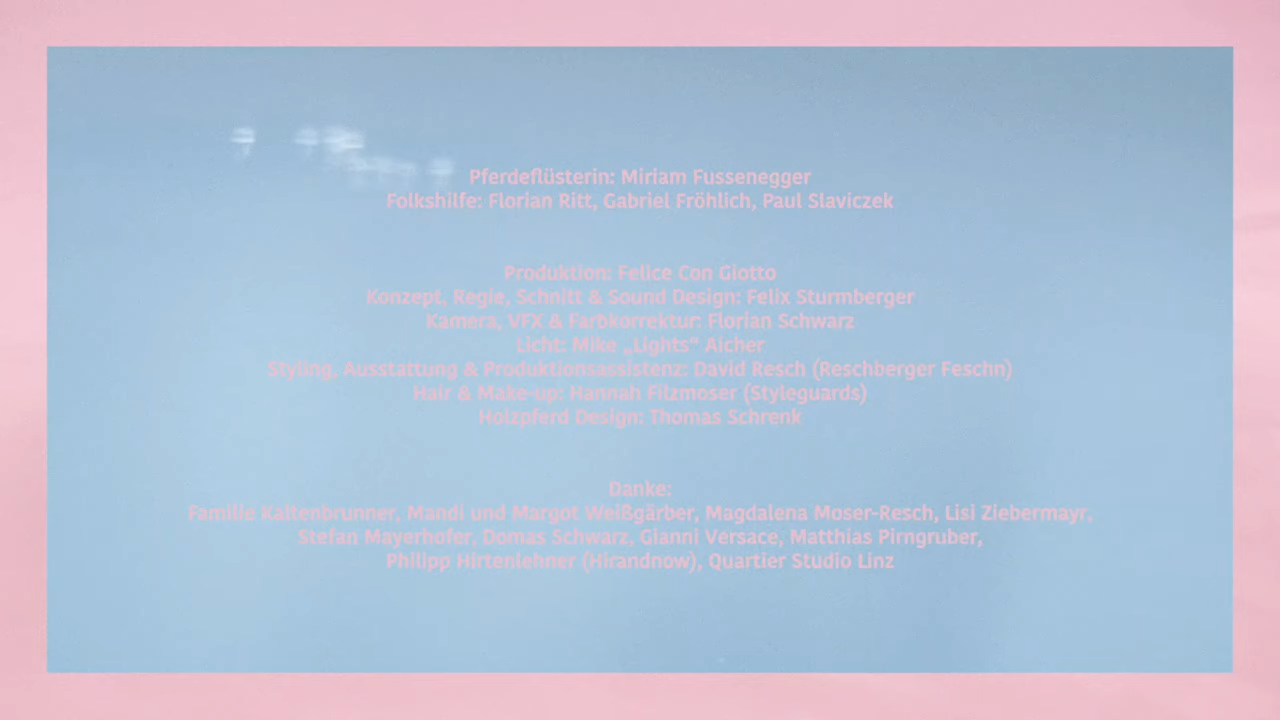 Pferdeflüsterin: Miriam Fussenegger
Folkshilfe: Florian Ritt, Gabriel Fröhlich, Paul Slaviczek
Produktion: Felice Con Giotto
Konzept, Regie, Schnitt & Sound Design: Felix Sturmberger
Kamera, VFX & Farbkorrektur: Florian Schwarz
Licht: Mike „Lights“ Aicher
Styling, Ausstattung & Produktionsassistenz: David Resch (Reschberger Feschn)
Hair & Make-up: Hannah Filzmoser (Styleguards)
Holzpferd Design: Thomas Schrenk
Danke:
Familie Kaltenbrunner, Mandi und Margot Weißgärber, Magdalena Moser-Resch, Lisi Ziebermayr,
Stefan Mayerhofer, Domas Schwarz, Gianni Versace, Matthias Pirngruber,
Philipp Hirtenlehner (Hirandnow), Quartier Studio Linz